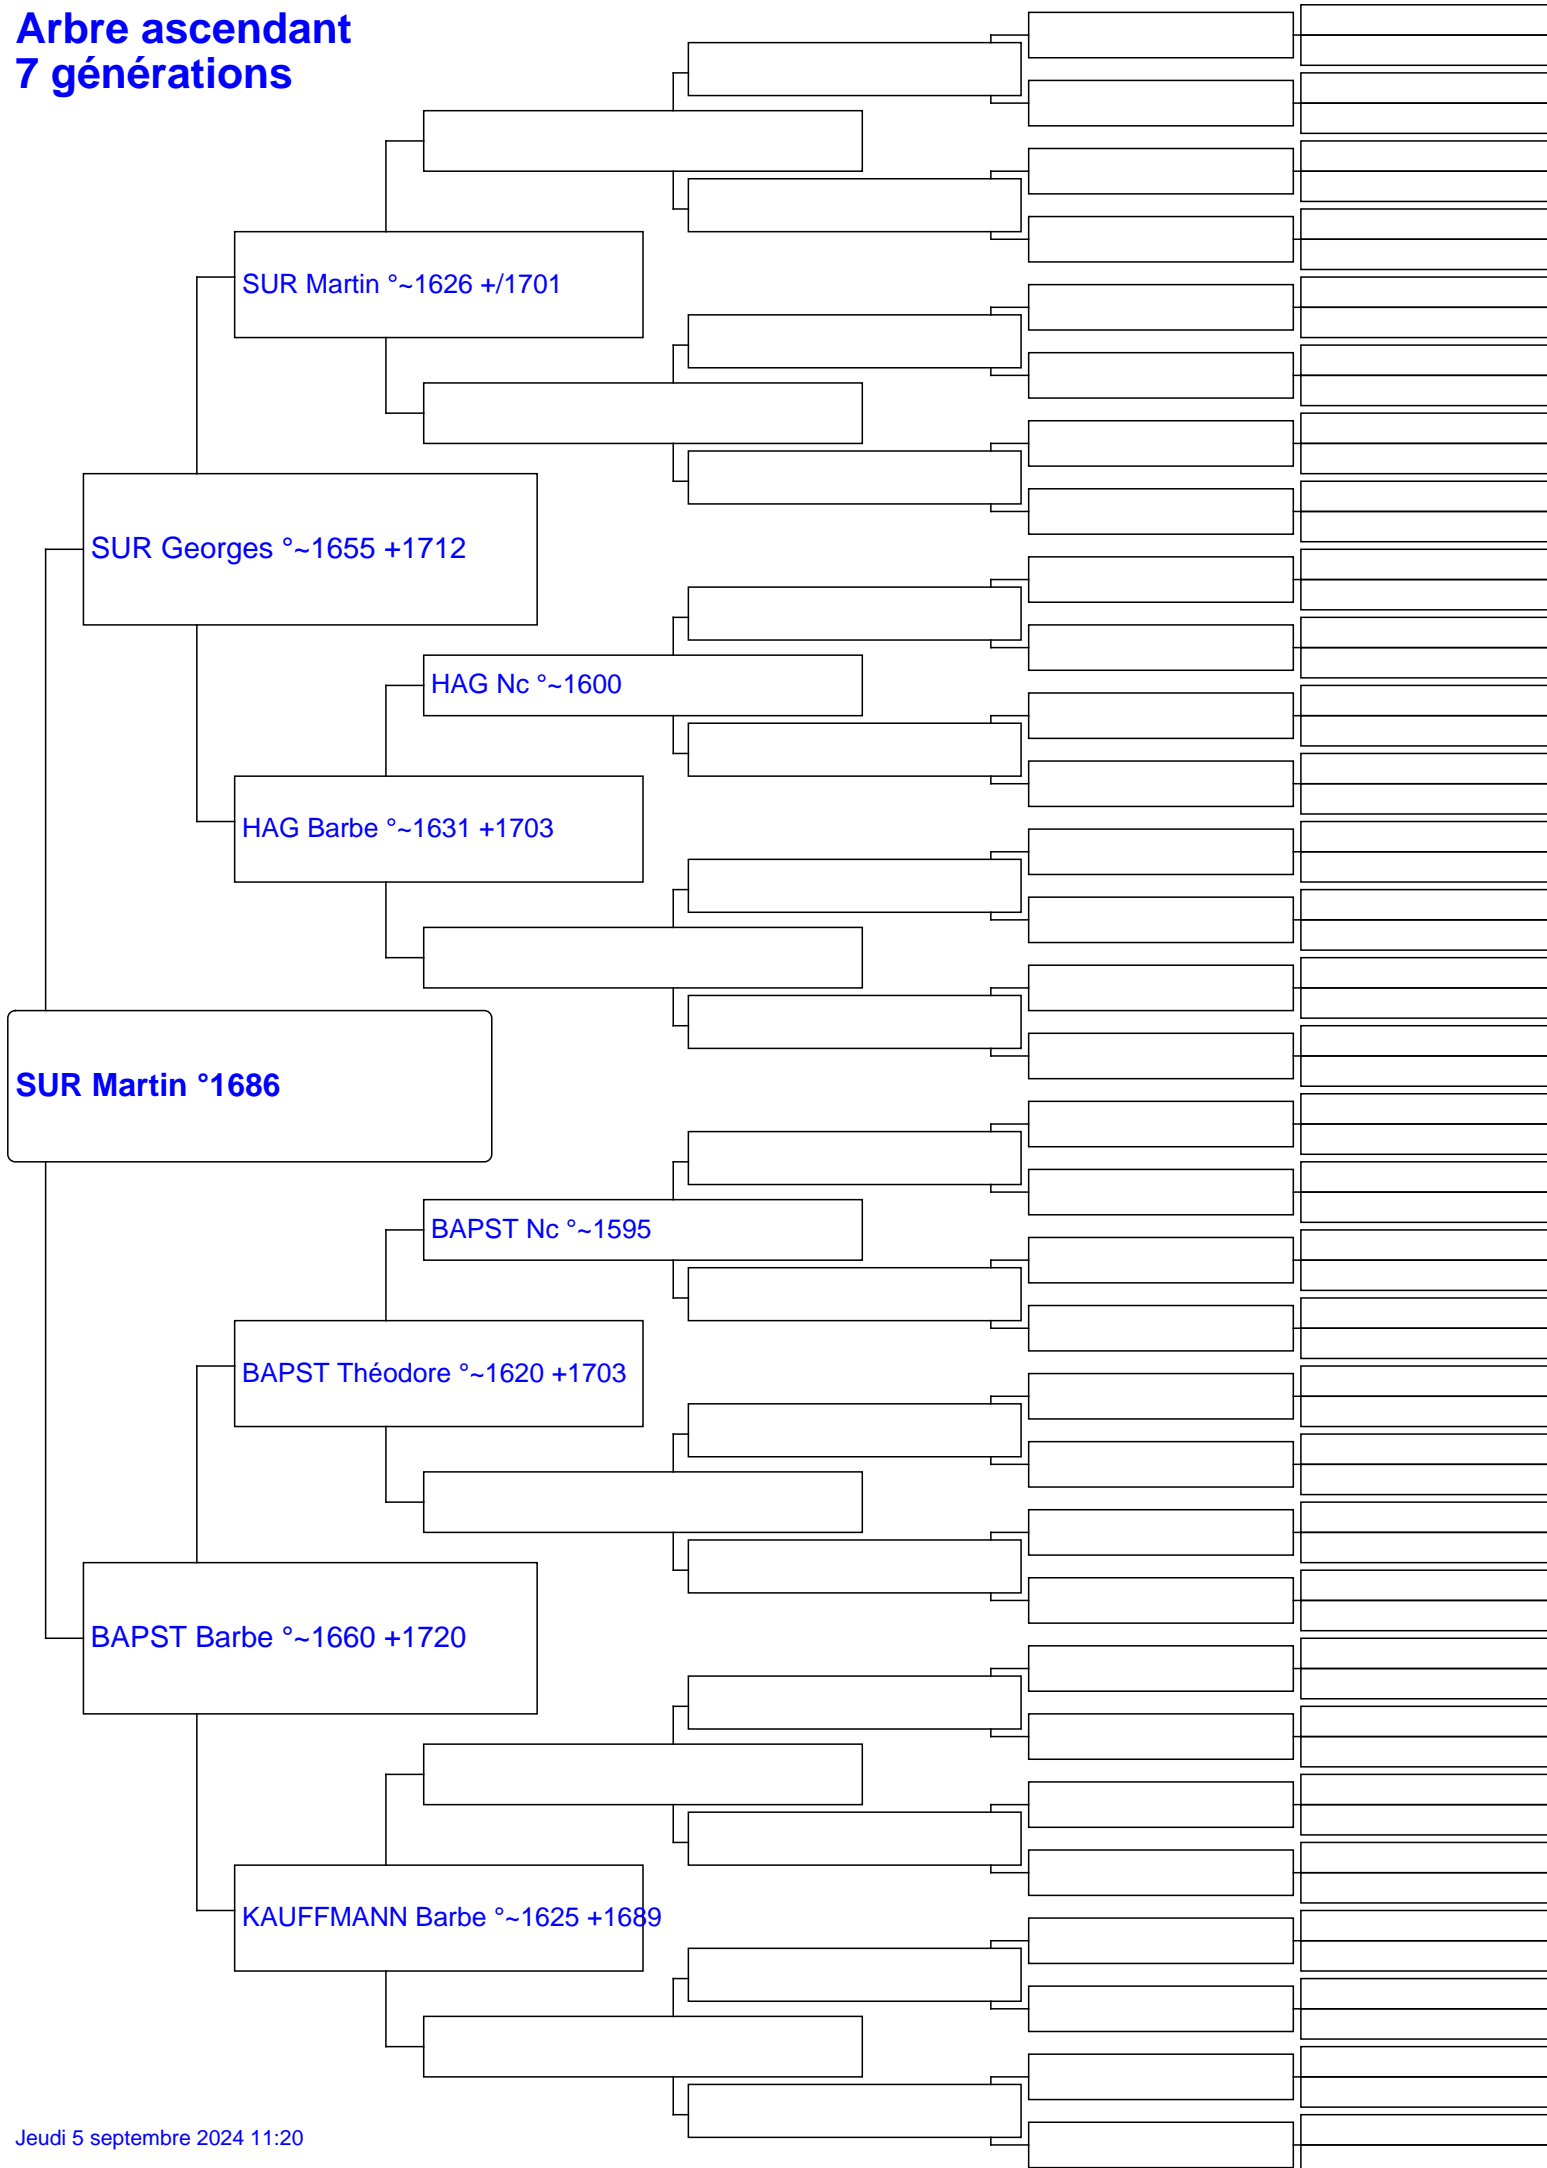 Arbre ascendant
7 générations
SUR Martin °~1626 +/1701
SUR Georges °~1655 +1712
HAG Nc °~1600
HAG Barbe °~1631 +1703
SUR Martin °1686
BAPST Nc °~1595
BAPST Théodore °~1620 +1703
BAPST Barbe °~1660 +1720
KAUFFMANN Barbe °~1625 +1689
Jeudi 5 septembre 2024 11:20